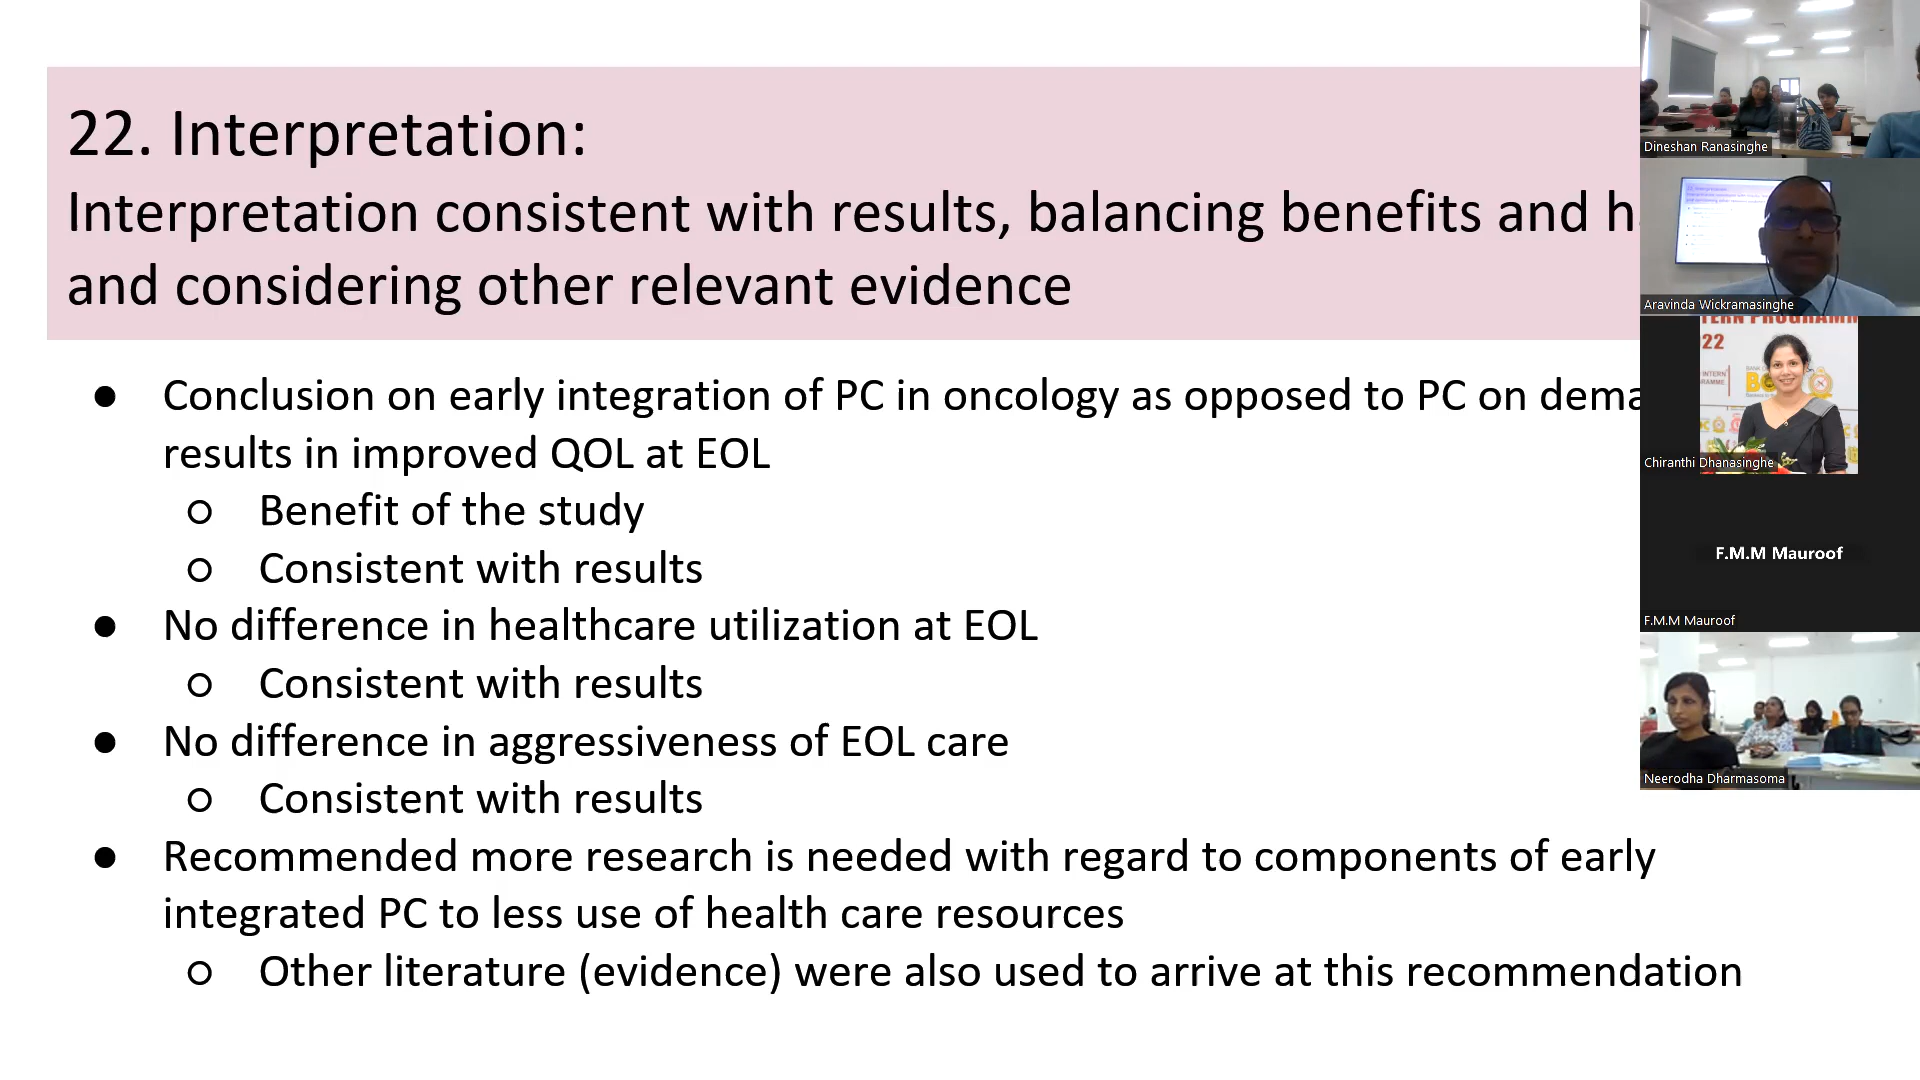 22. Interpretation:
Interpretation consistent with results, balancing benefits and
and considering other relevant evidence
● Conclusion on early integration of PC in oncology as opposed to PC on
results in improved QOL at EOL
○ Benefit of the study
○ Consistent with results
● No difference in healthcare utilization at EOL
○ Consistent with results
● No difference in aggressiveness of EOL care
○ Consistent with results
● Recommended more research is needed with regard to components of early
integrated PC to less use of health care resources
○ Other literature (evidence) were also used to arrive at this recommendation
Dineshan Ranasinghe
Aravinda Wickramasinghe
22
Chiranthi Dhanasinghe
F.M.M Mauroof
F.M.M Mauroof
Neerodha Dharmasoma